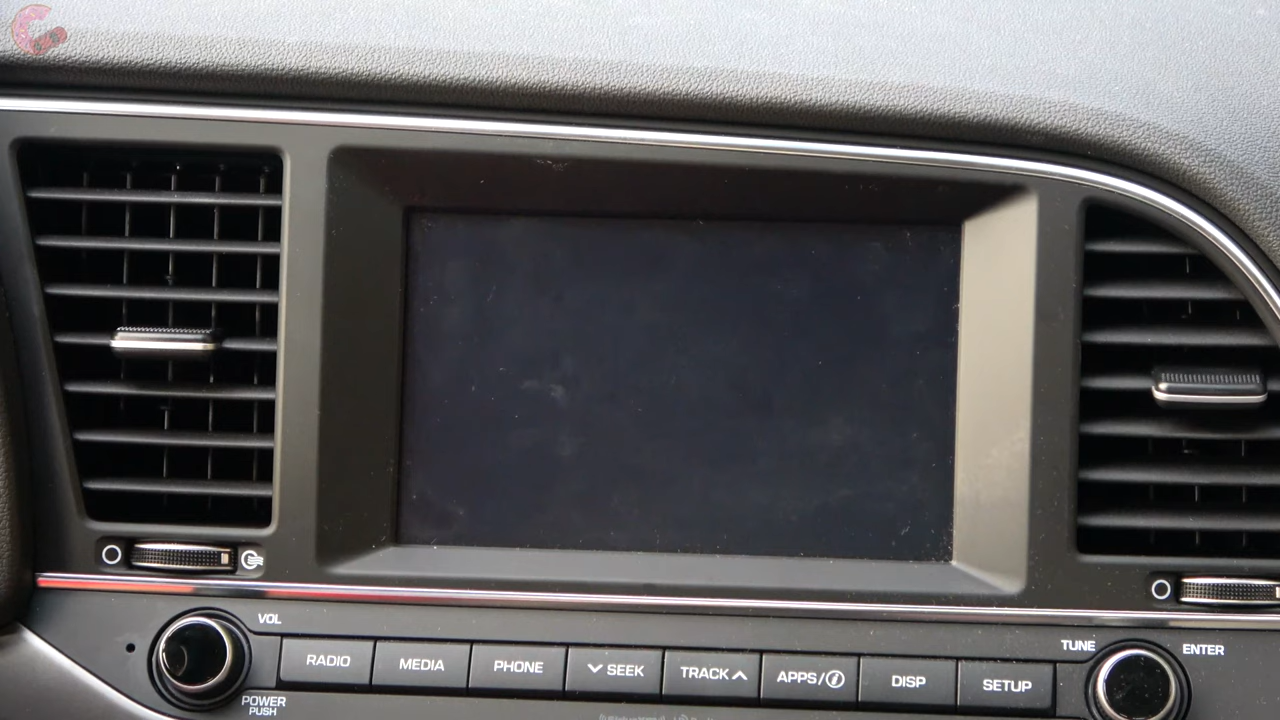 VOL
RADIO
MEDIA
PHONE
SEEK
TRACK
APPS/i
DISP
SETUP
TUNE
ENTER
POWER
PUSH